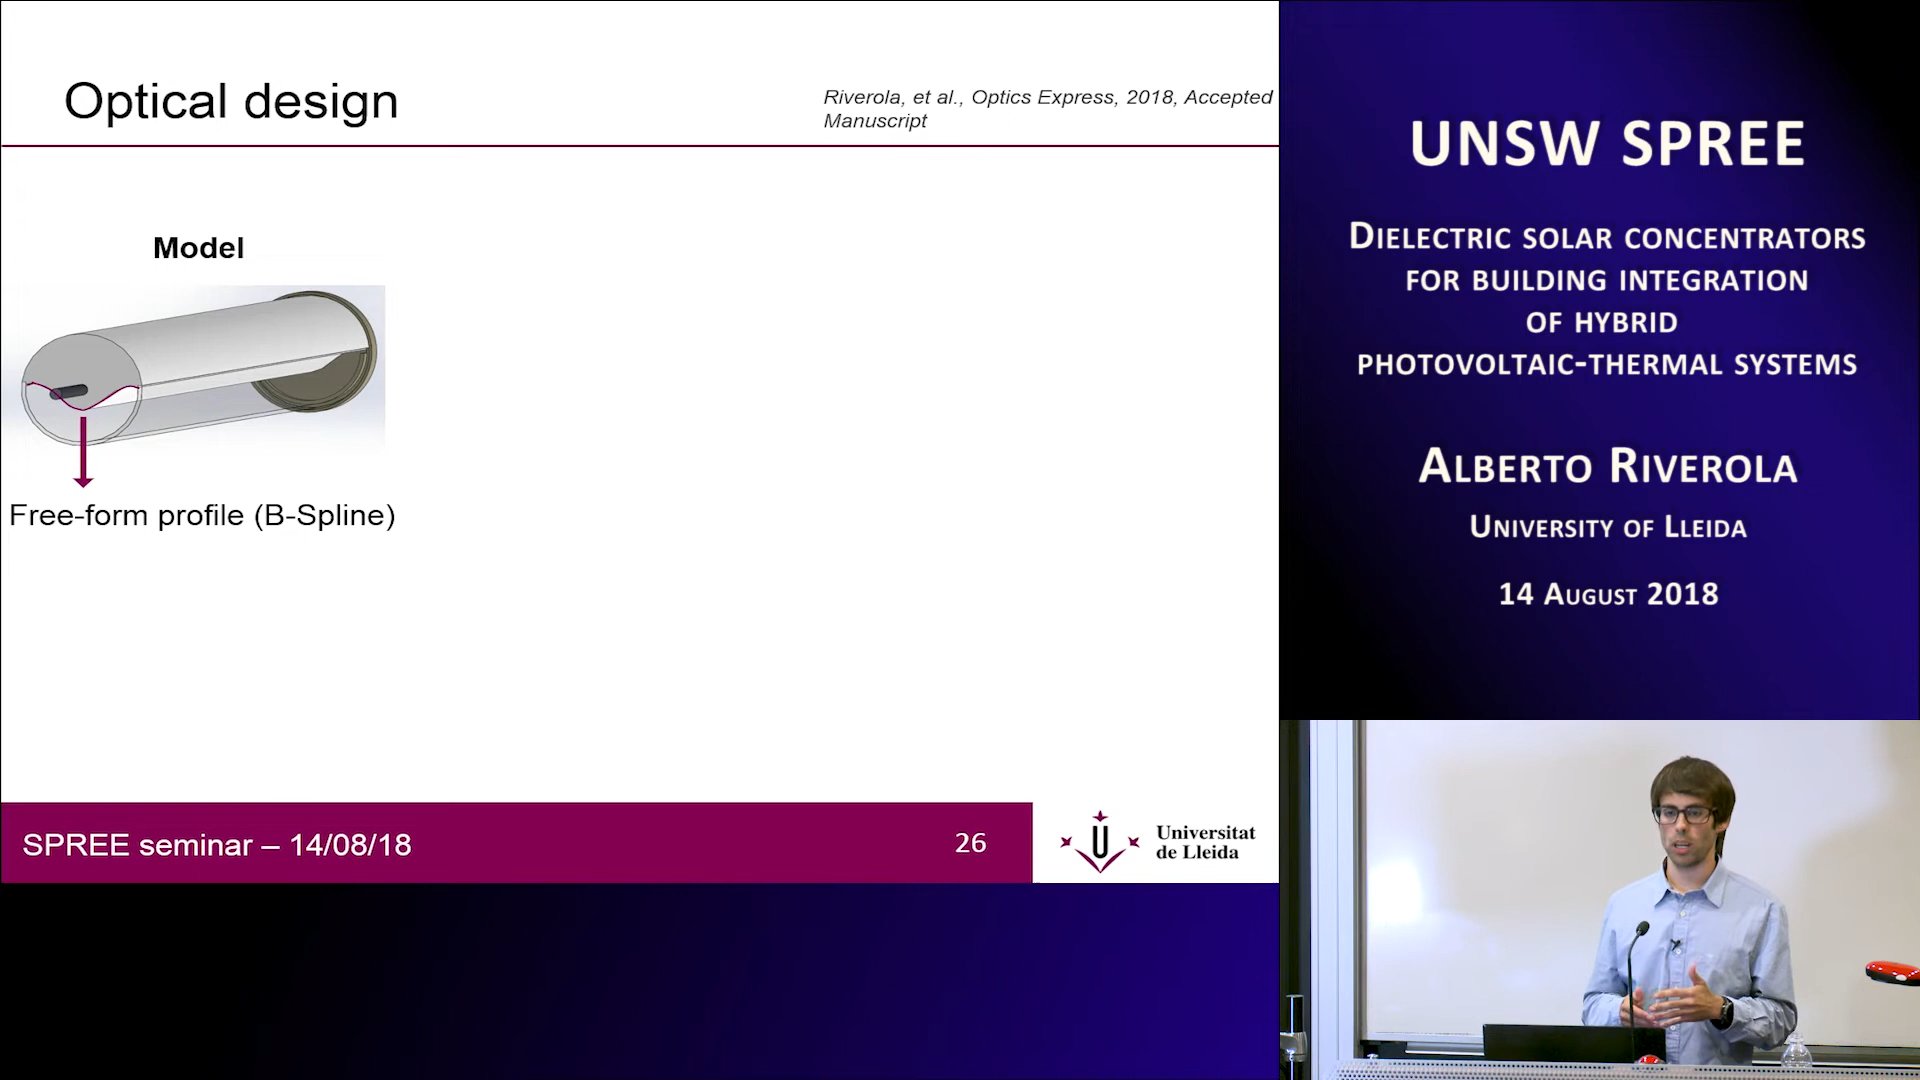 Optical design
Riverola, et al., Optics Express, 2018, Accepted
Manuscript
Model
Free-form profile (B-Spline)
SPREE seminar – 14/08/18
26
U
Universitat
de Lleida
UNSW SPREE
DIELECTRIC SOLAR CONCENTRATORS
FOR BUILDING INTEGRATION
OF HYBRID
PHOTOVOLTAIC-THERMAL SYSTEMS
ALBERTO RIVEROLA
UNIVERSITY OF LLEIDA
14 AUGUST 2018